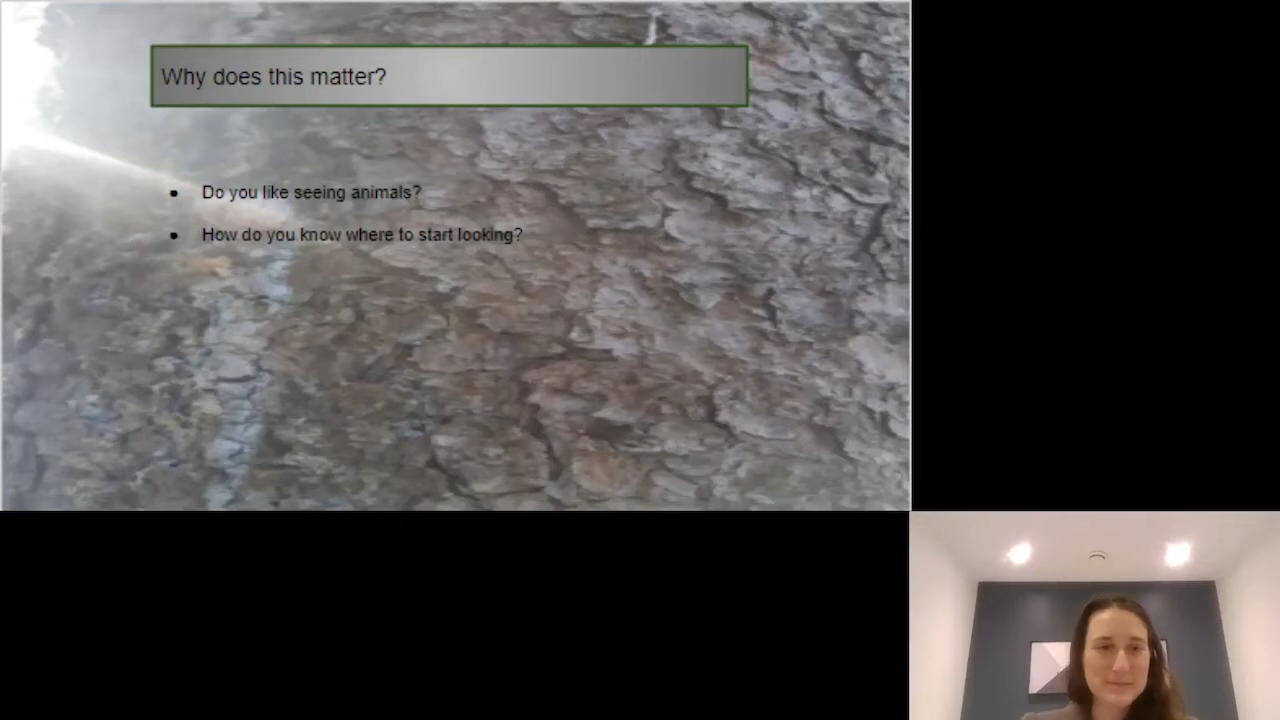 Why does this matter?
● Do you like seeing animals?
● How do you know where to start looking?